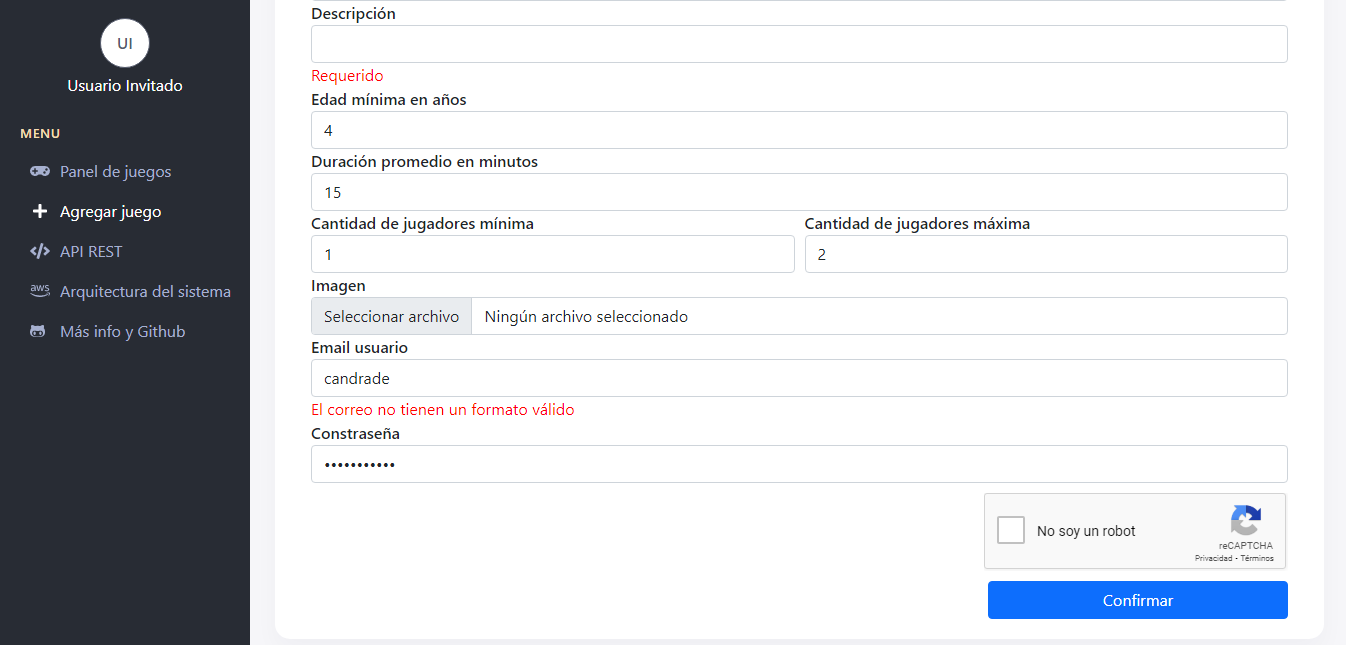 UI
Usuario Invitado
MENU
Panel de juegos
Agregar juego
API REST
aws Arquitectura del sistema
Más info y Github
Descripción
Requerido
Edad mínima en años
4
Duración promedio en minutos
15
Cantidad de jugadores mínima
Cantidad de jugadores máxima
1
2
Imagen
Seleccionar archivo Ningún archivo seleccionado
Email usuario
candrade
El correo no tienen un formato válido
Constraseña
•••••••••••
No soy un robot
reCAPTCHA
Privacidad - Términos
Confirmar